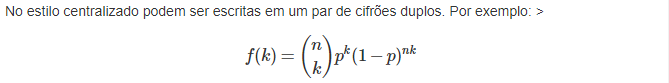 No estilo centralizado podem ser escritas em um par de cifrões duplos. Por exemplo: >
f(k) = (n k) p^k (1 − p)^{nk}